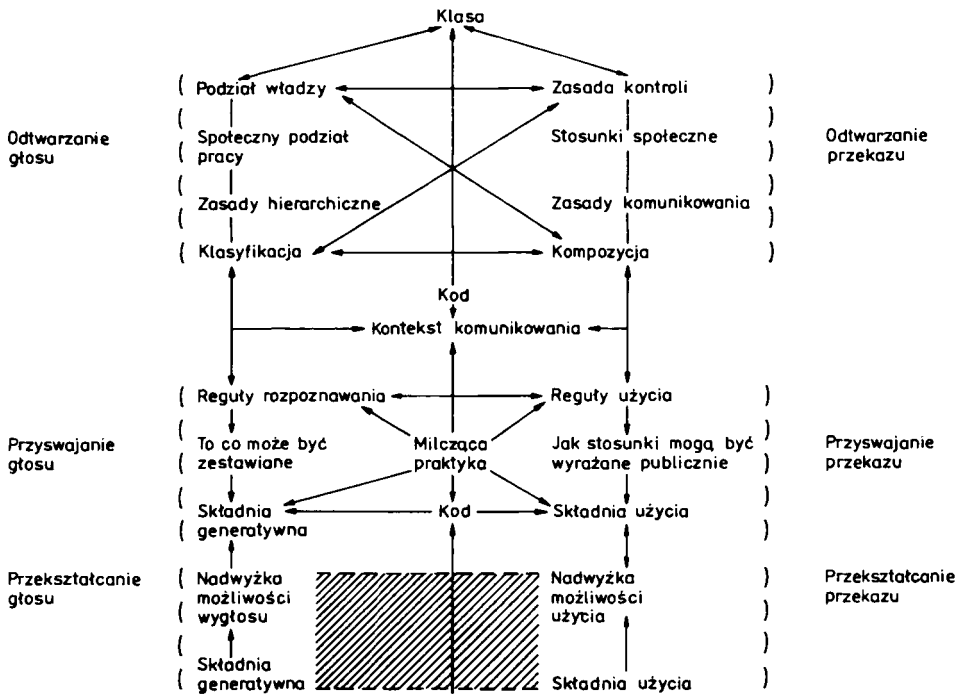 Klasa
Podział władzy
Zasada kontroli
Odtwarzanie
głosu
Społeczny podział
pracy
Stosunki społeczne
Odtwarzanie
przekazu
Zasady hierarchiczne
Zasady komunikowania
Klasyfikacja
Kompozycja
Kod
Kontekst komunikowania
Reguły rozpoznawania
Reguły użycia
Przyswajanie
głosu
To co może być
zestawiane
Milcząca
praktyka
Jak stosunki mogą być
wyrażane publicznie
Przyswajanie
przekazu
Składnia
generatywna
Kod
Składnia użycia
Przekształcanie
głosu
Nadwyżka
możliwości
wygłosu
Nadwyżka
możliwości
użycia
Przekształcanie
przekazu
Składnia
generatywna
Składnia użycia